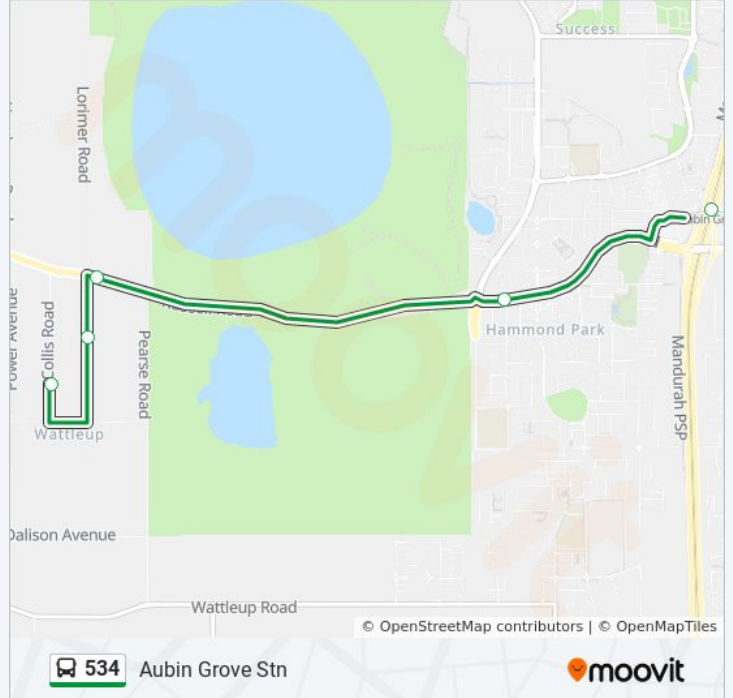 Success
Lorimer Road
Hammond Park
Power Avenue
Collis Road
Pearse Road
Mandurah PSP
Wattleup
Dalison Avenue
Wattleup Road
© OpenStreetMap contributors | © OpenMapTiles
534 Aubin Grove Stn
moovit